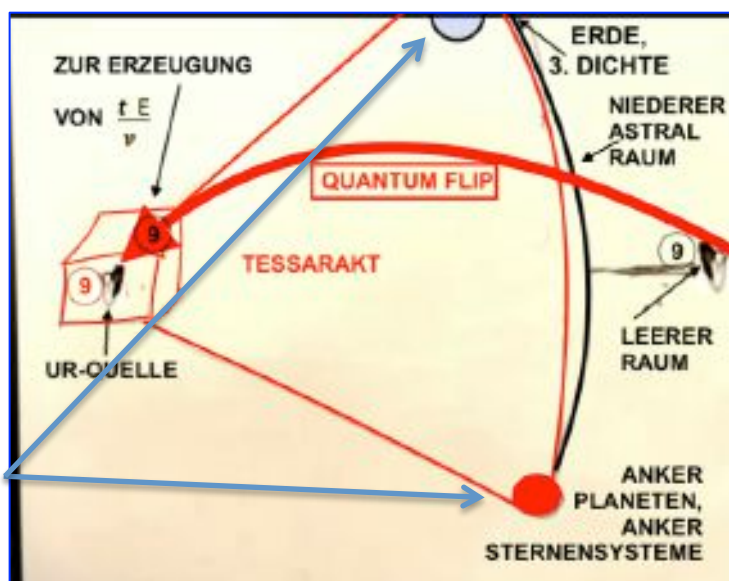 ERDE,
3. DICHTE
ZUR ERZEUGUNG
VON t E
v
NIEDERER
ASTRAL
RAUM
QUANTUM FLIP
9
9
TESSARAKT
9
UR-QUELLE
LEERER
RAUM
ANKER
PLANETEN,
ANKER
STERNENSYSTEME